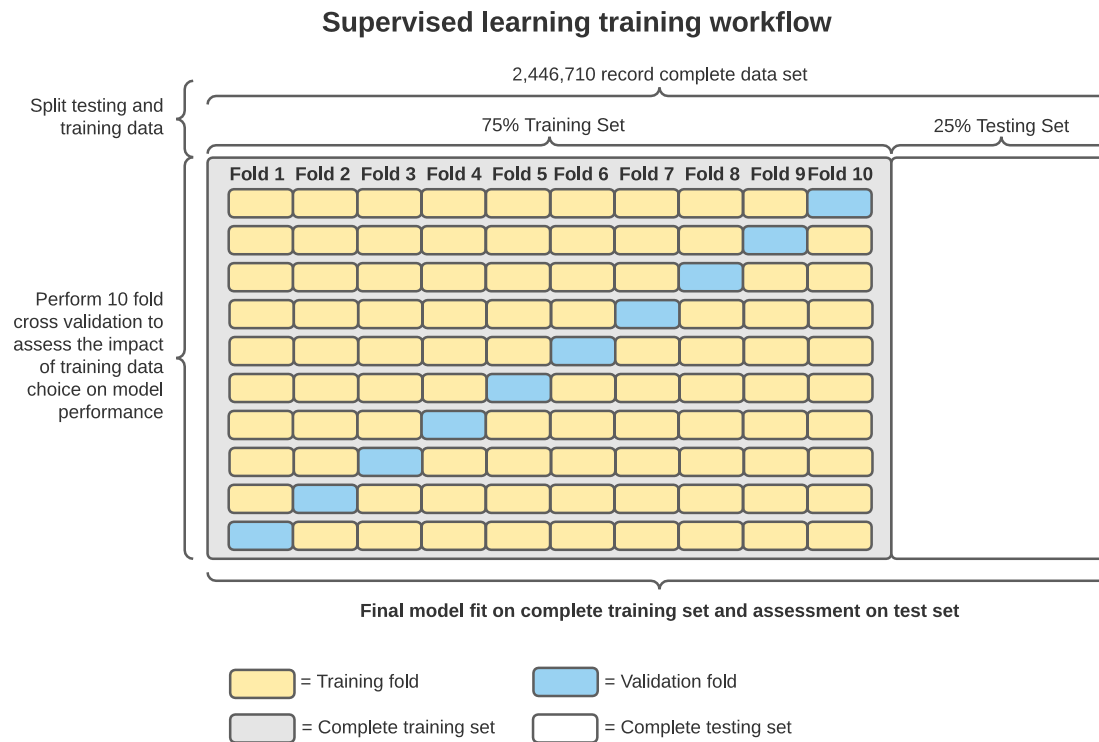 Supervised learning training workflow
2,446,710 record complete data set
Split testing and
training data
75% Training Set
25% Testing Set
Fold 1 Fold 2 Fold 3 Fold 4 Fold 5 Fold 6 Fold 7 Fold 8 Fold 9 Fold 10
Perform 10 fold
cross validation to
assess the impact
of training data
choice on model
performance
Final model fit on complete training set and assessment on test set
= Training fold
= Validation fold
= Complete training set
= Complete testing set